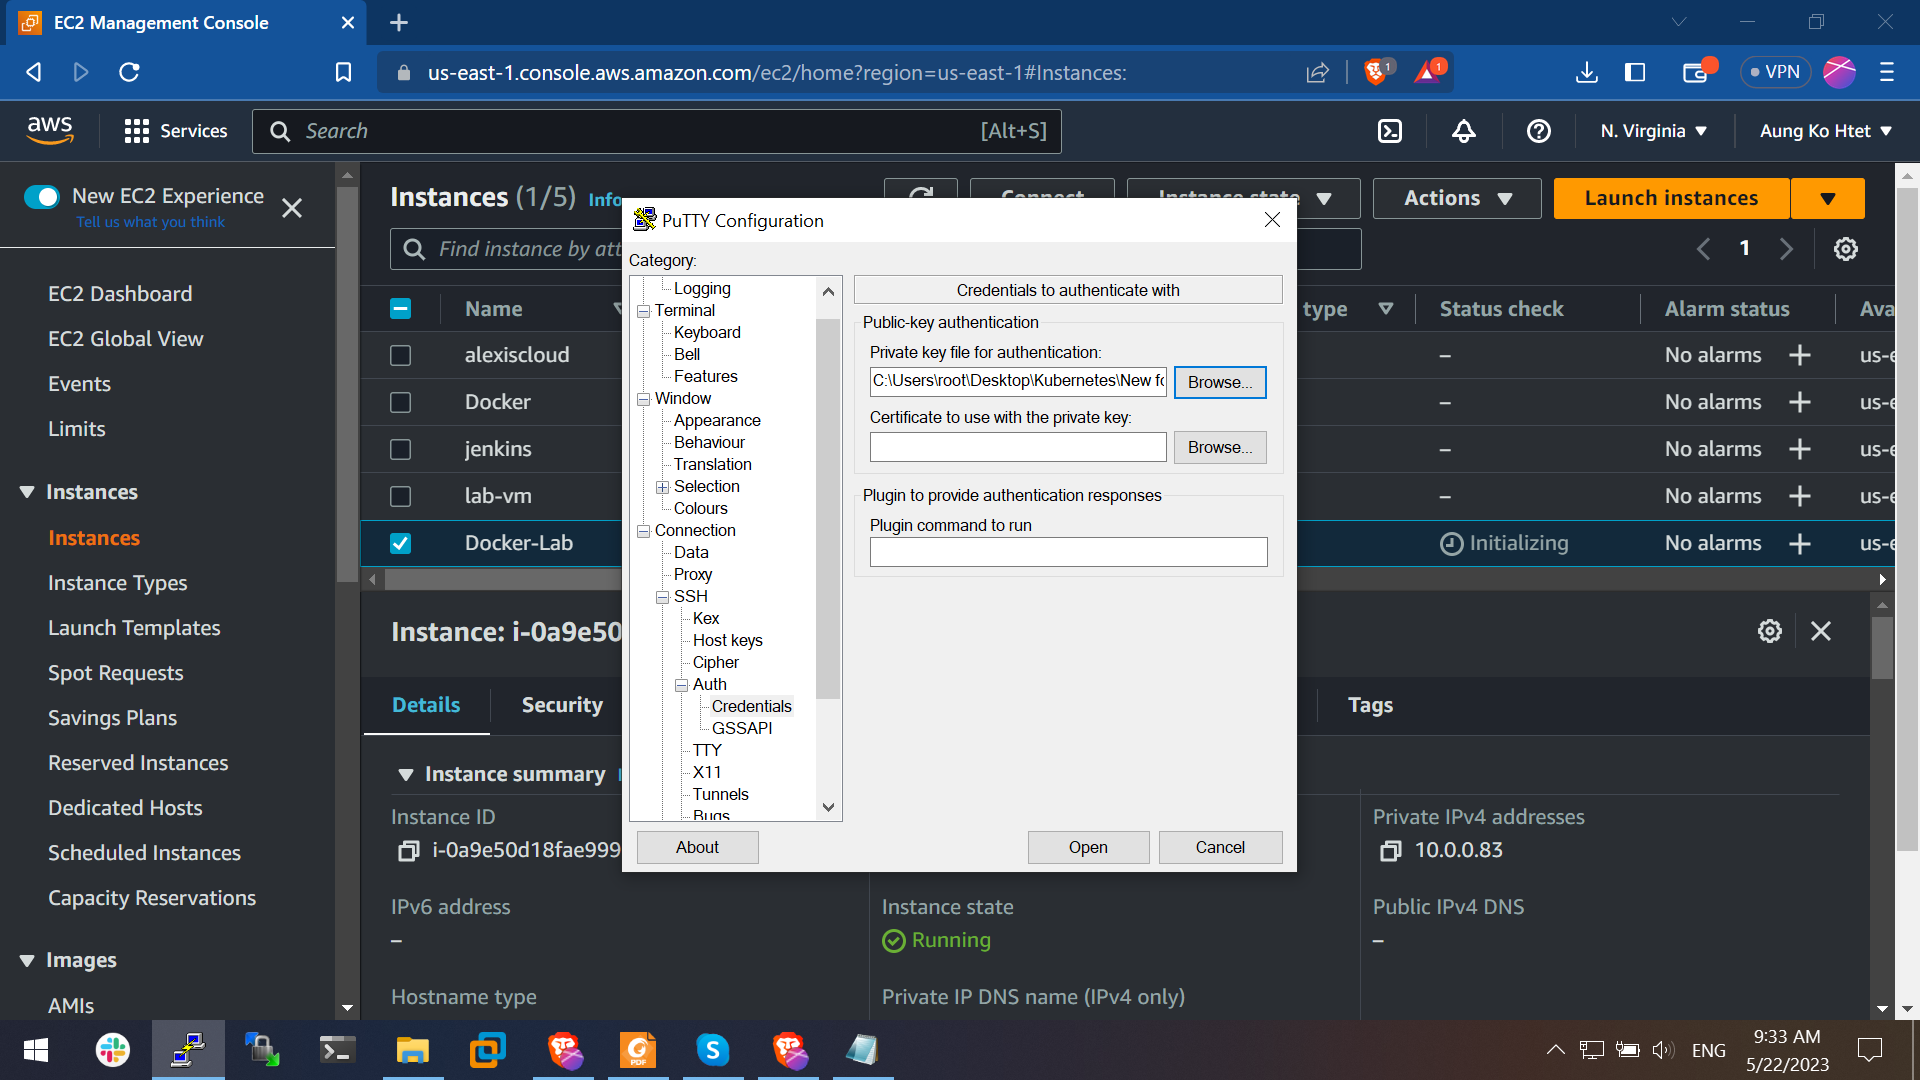 EC2 Management Console
us-east-1.console.aws.amazon.com/ec2/home?region=us-east-1#Instances:
1
1
VPN
aws
Services
Search
[Alt+S]
N. Virginia
Aung Ko Htet
New EC2 Experience
Tell us what you think
EC2 Dashboard
EC2 Global View
Events
Limits
Instances
Instances
Instance Types
Launch Templates
Spot Requests
Savings Plans
Reserved Instances
Dedicated Hosts
Scheduled Instances
Capacity Reservations
Images
AMIs
Instances (1/5) Info
Connect
Instance state
Actions
Launch instances
Find instance by att
1
Name
type
Status check
Alarm status
Ava
alexiscloud
–
No alarms
us-e
Docker
–
No alarms
us-e
jenkins
–
No alarms
us-e
lab-vm
–
No alarms
us-e
Docker-Lab
Initializing
No alarms
us-e
Instance: i-0a9e50
Details
Security
Tags
Instance summary
Instance ID
i-0a9e50d18fae999
Private IPv4 addresses
10.0.0.83
IPv6 address
–
Instance state
Running
Public IPv4 DNS
–
Hostname type
Private IP DNS name (IPv4 only)
PuTTY Configuration
Category:
Logging
Terminal
Keyboard
Bell
Features
Window
Appearance
Behaviour
Translation
Selection
Colours
Connection
Data
Proxy
SSH
Kex
Host keys
Cipher
Auth
Credentials
GSSAPI
TTY
X11
Tunnels
Bugs
Credentials to authenticate with
Public-key authentication
Private key file for authentication:
C:\Users\root\Desktop\Kubernetes\New fo
Browse...
Certificate to use with the private key:
Browse...
Plugin to provide authentication responses
Plugin command to run
About
Open
Cancel
PDF
ENG
9:33 AM
5/22/2023